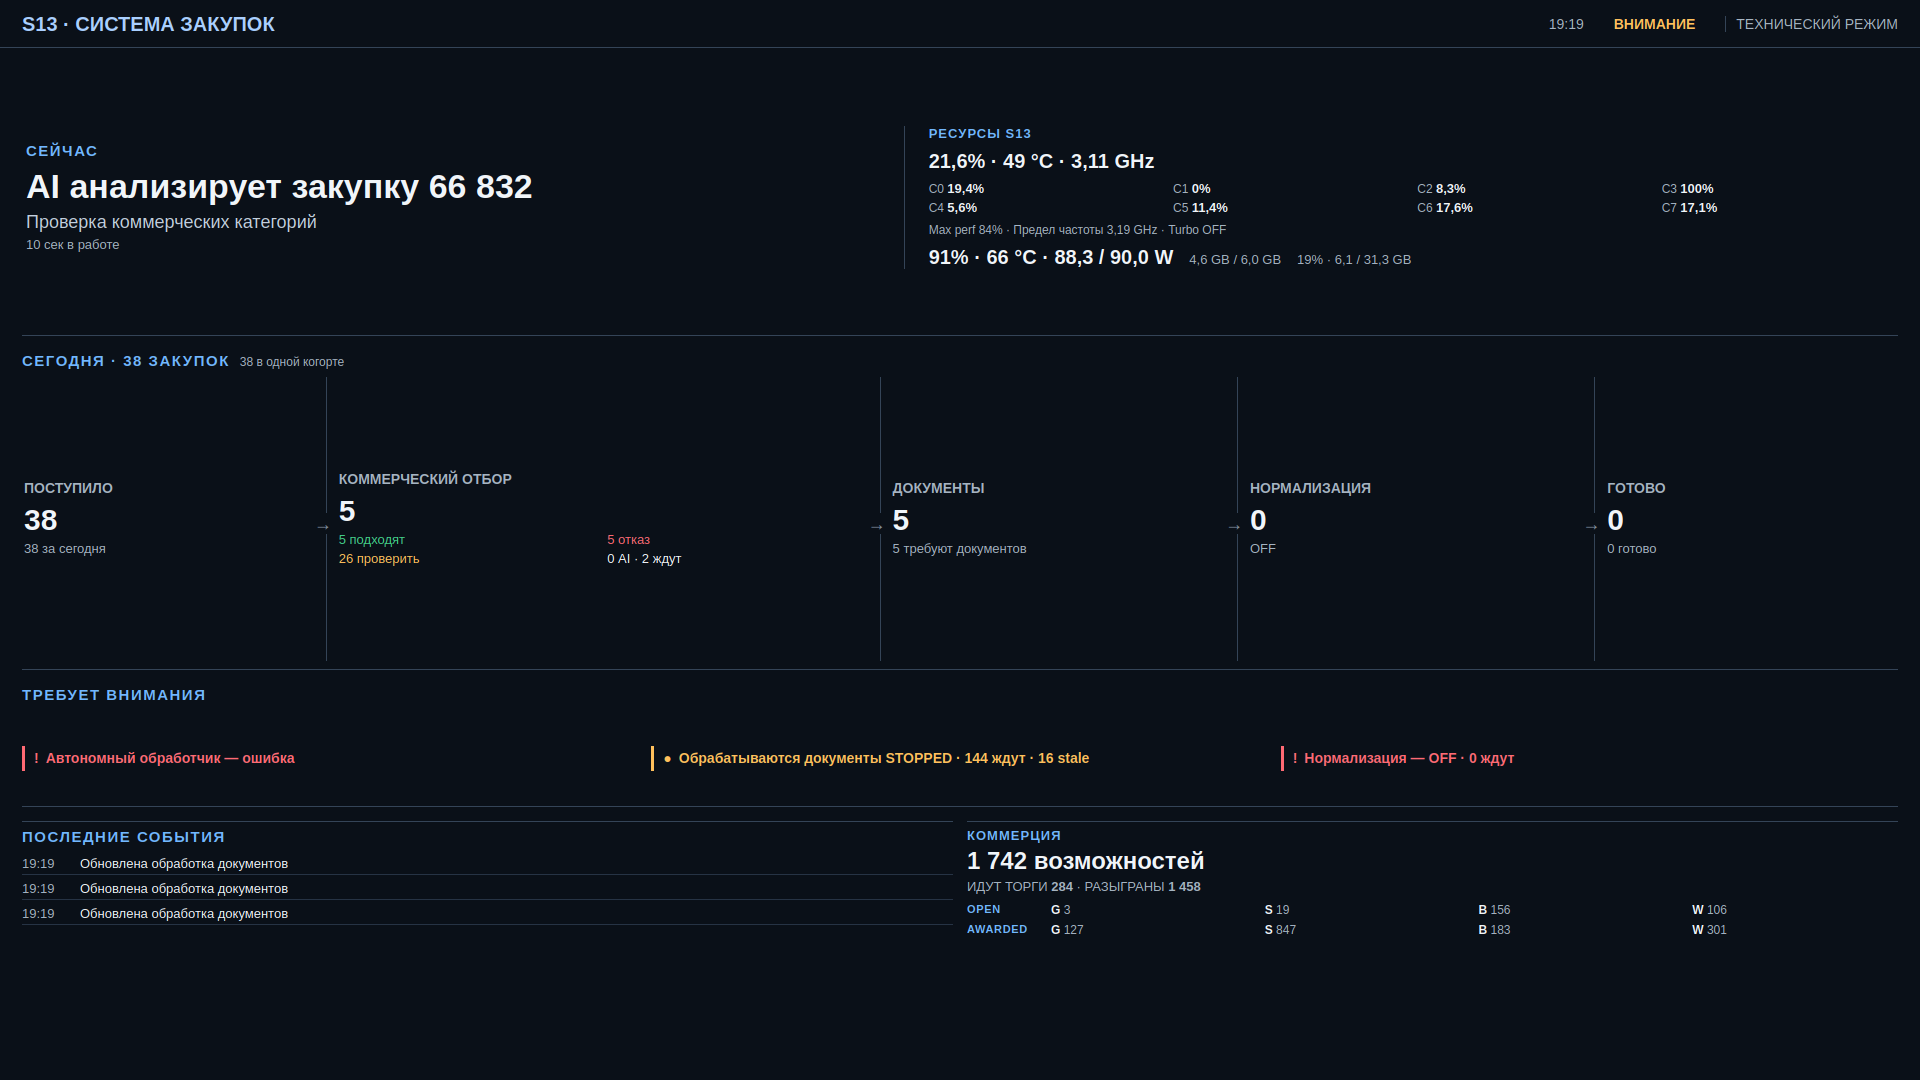 S13 · СИСТЕМА ЗАКУПОК
19:19 ВНИМАНИЕ ТЕХНИЧЕСКИЙ РЕЖИМ
СЕЙЧАС
AI анализирует закупку 66 832
Проверка коммерческих категорий
10 сек в работе
РЕСУРСЫ S13
21,6% · 49 °C · 3,11 GHz
C0 19,4% C1 0% C2 8,3% C3 100%
C4 5,6% C5 11,4% C6 17,6% C7 17,1%
Max perf 84% · Предел частоты 3,19 GHz · Turbo OFF
91% · 66 °C · 88,3 / 90,0 W 4,6 GB / 6,0 GB 19% · 6,1 / 31,3 GB
СЕГОДНЯ · 38 ЗАКУПОК 38 в одной когорте
ПОСТУПИЛО
38
38 за сегодня
→
КОММЕРЧЕСКИЙ ОТБОР
5
5 подходят 5 отказ
26 проверить 0 AI · 2 ждут
→
ДОКУМЕНТЫ
5
5 требуют документов
→
НОРМАЛИЗАЦИЯ
0
OFF
→
ГОТОВО
0
0 готово
ТРЕБУЕТ ВНИМАНИЯ
! Автономный обработчик — ошибка
● Обрабатываются документы STOPPED · 144 ждут · 16 stale
! Нормализация — OFF · 0 ждут
ПОСЛЕДНИЕ СОБЫТИЯ
19:19 Обновлена обработка документов
19:19 Обновлена обработка документов
19:19 Обновлена обработка документов
КОММЕРЦИЯ
1 742 возможностей
ИДУТ ТОРГИ 284 · РАЗЫГРАНЫ 1 458
OPEN G 3 S 19 B 156 W 106
AWARDED G 127 S 847 B 183 W 301